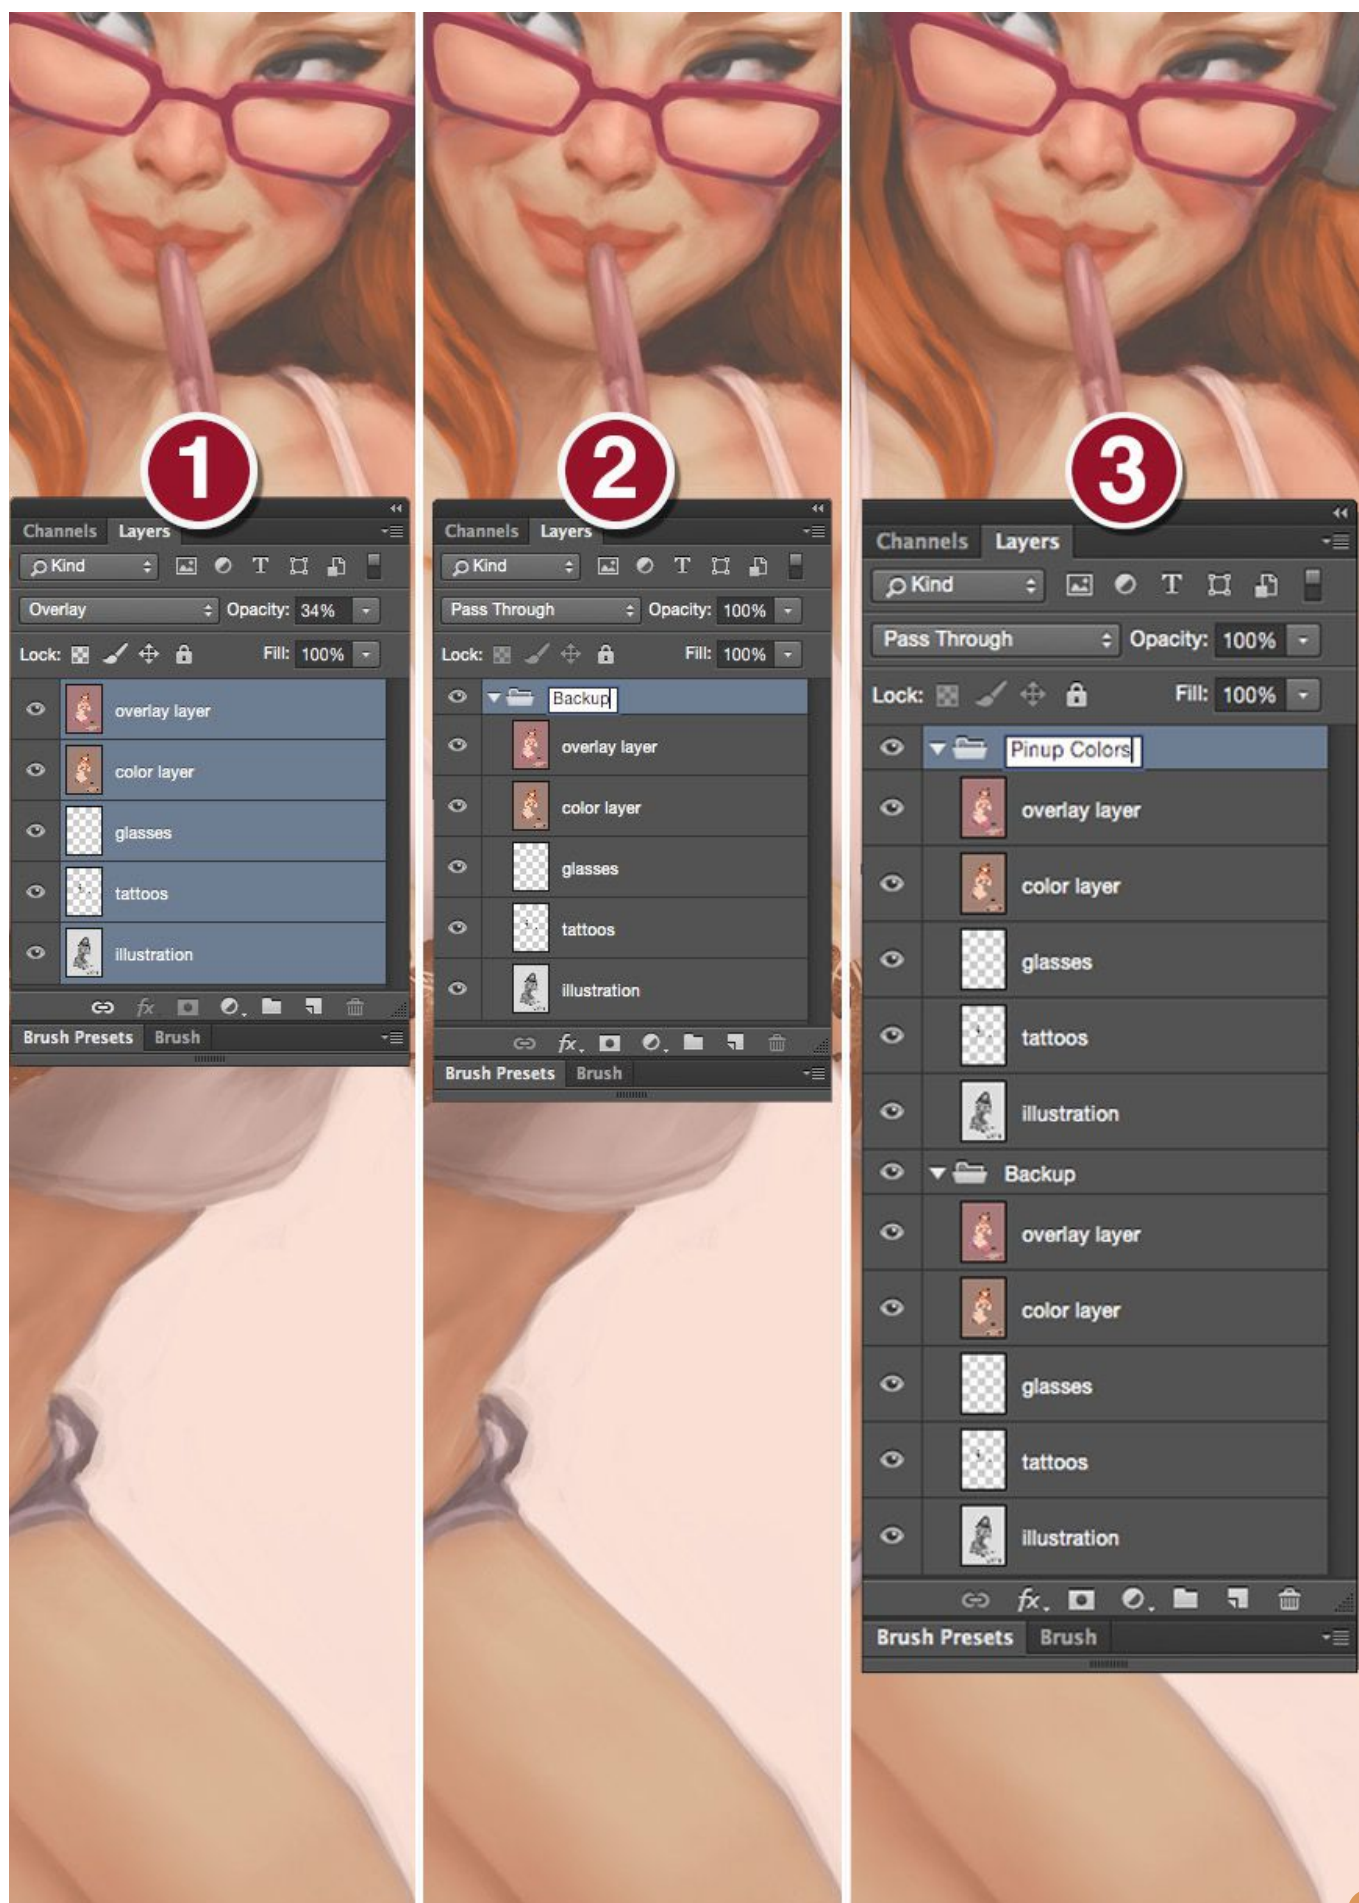 1
Channels Layers
Kind T
Overlay Opacity: 34%
Lock: Fill: 100%
overlay layer
color layer
glasses
tattoos
illustration
fx
Brush Presets Brush
2
Channels Layers
Kind T
Pass Through Opacity: 100%
Lock: Fill: 100%
Backup
overlay layer
color layer
glasses
tattoos
illustration
fx
Brush Presets Brush
3
Channels Layers
Kind T
Pass Through Opacity: 100%
Lock: Fill: 100%
Pinup Colors
overlay layer
color layer
glasses
tattoos
illustration
Backup
overlay layer
color layer
glasses
tattoos
illustration
fx
Brush Presets Brush